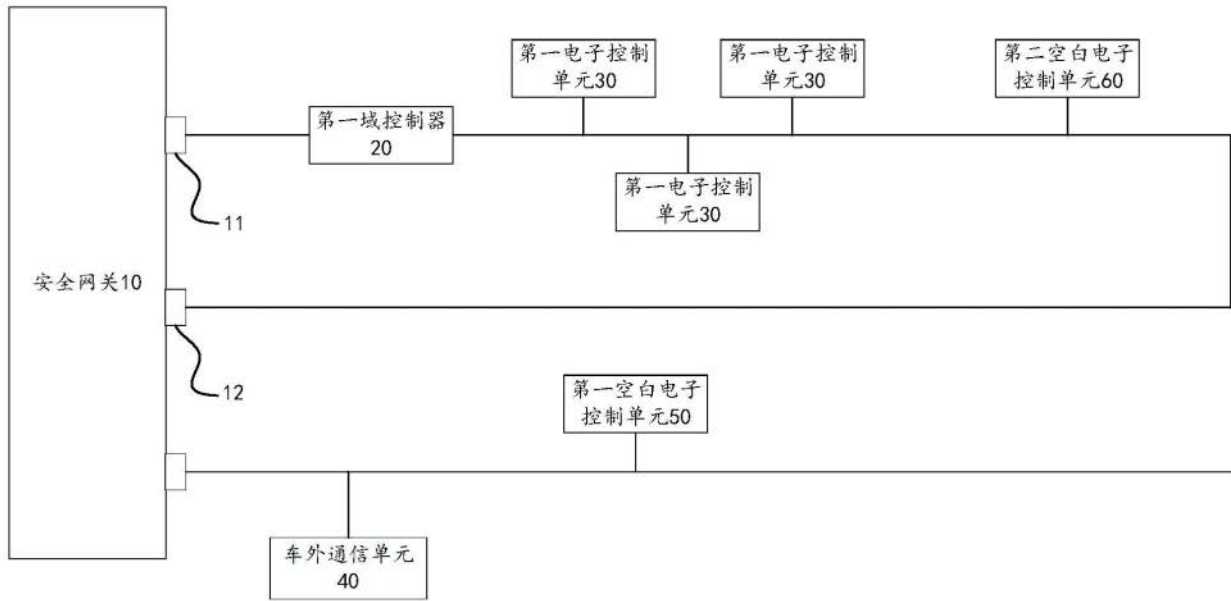 第一电子控制
单元30
第一电子控制
单元30
第二空白电子
控制单元60
第一域控制器
20
第一电子控制
单元30
11
安全网关10
12
第一空白电子
控制单元50
车外通信单元
40